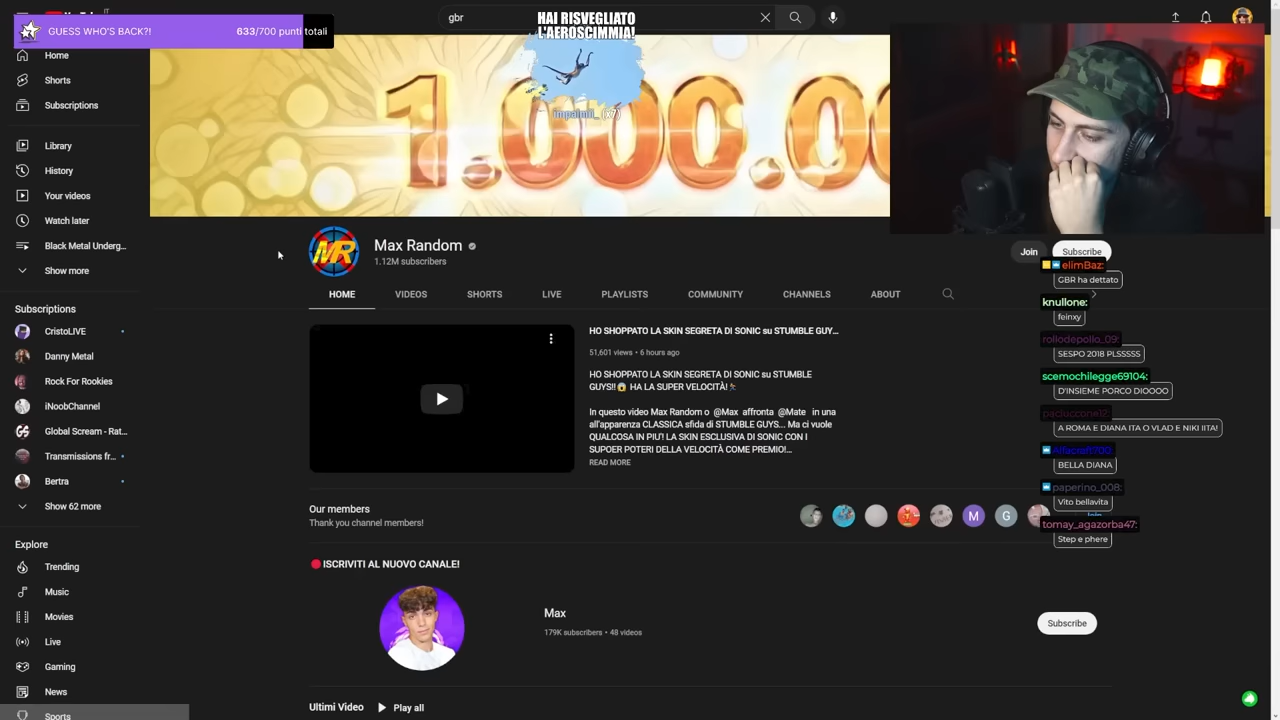 GUESS WHO'S BACK?!
633/700 punti totali
gbr
HAI RISVEGLIATO
L'AEROSCIMMIA!
(x7)
1.000.00
Home
Shorts
Subscriptions
Library
History
Your videos
Watch later
Black Metal Underg...
Show more
Subscriptions
CristoLIVE
Danny Metal
Rock For Rookies
iNoobChannel
Global Scream - Rat...
Transmissions fr...
Bertra
Show 62 more
Explore
Trending
Music
Movies
Live
Gaming
News
Sports
MR
Max Random
1.12M subscribers
Join
Subscribe
HOME
VIDEOS
SHORTS
LIVE
PLAYLISTS
COMMUNITY
CHANNELS
ABOUT
HO SHOPPATO LA SKIN SEGRETA DI SONIC su STUMBLE GUY...
51,601 views • 6 hours ago
HO SHOPPATO LA SKIN SEGRETA DI SONIC su STUMBLE
GUYS!!😱 HA LA SUPER VELOCITÀ!🏃
In questo video Max Random o @Max affronta @Mate in una
all'apparenza CLASSICA sfida di STUMBLE GUYS... Ma ci vuole
QUALCOSA IN PIU'! LA SKIN ESCLUSIVA DI SONIC CON I
SUPOER POTERI DELLA VELOCITÀ COME PREMIO!...
READ MORE
Our members
Thank you channel members!
M
G
Join
🔴 ISCRIVITI AL NUOVO CANALE!
Max
179K subscribers • 48 videos
Subscribe
Ultimi Video
Play all
elimBaz:
GBR ha dettato
knullone:
feinxy
rollodepollo_09:
SESPO 2018 PLSSSSS
scemochilegge69104:
D'INSIEME PORCO DIOOOO
A ROMA E DIANA ITA O VLAD E NIKI IITA!
BELLA DIANA
paperino_008:
Vito bellavita
tomay_agazorba47:
Step e phere